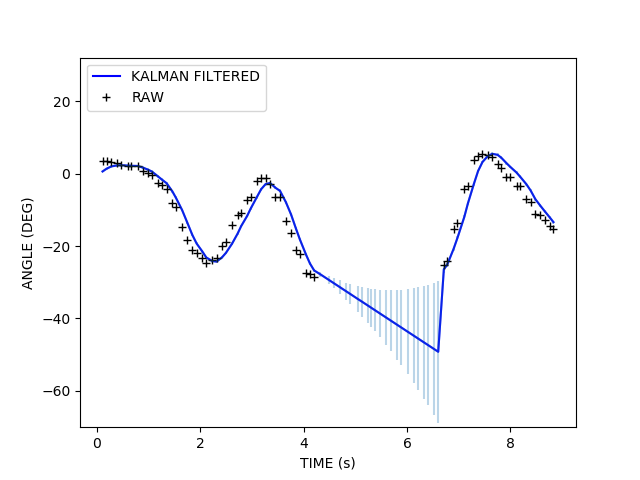 KALMAN FILTERED
RAW
20
0
−20
−40
−60
ANGLE (DEG)
0 2 4 6 8
TIME (s)